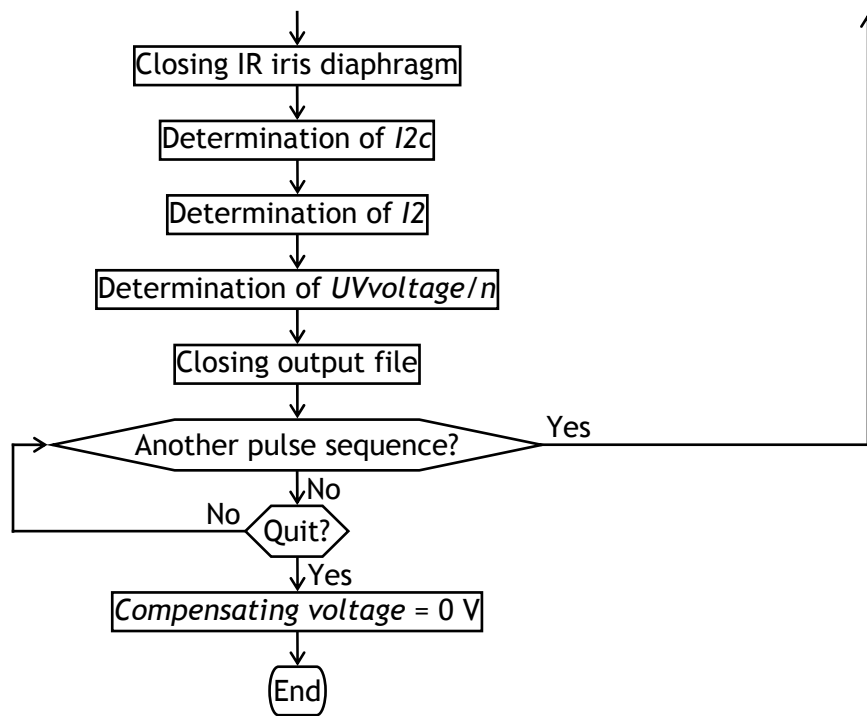 Closing IR iris diaphragm
Determination of I2c
Determination of I2
Determination of UVvoltage/n
Closing output file
Another pulse sequence?
Yes
No
No
Quit?
Yes
Compensating voltage = 0 V
End